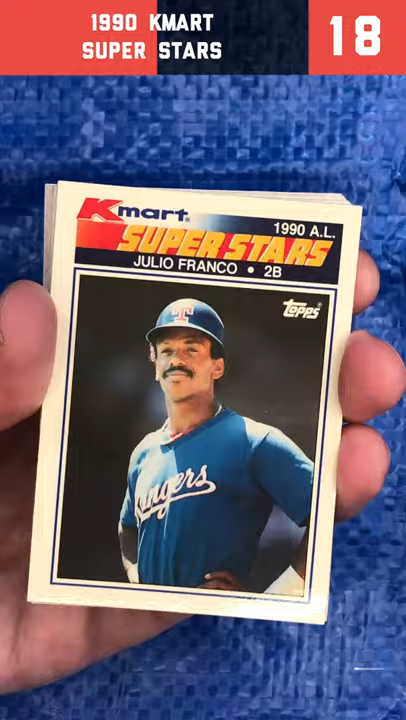 1990 KMART
SUPER STARS
18
Kmart®
1990 A.L.
SUPER STARS
JULIO FRANCO • 2B
Topps®
T
Rangers